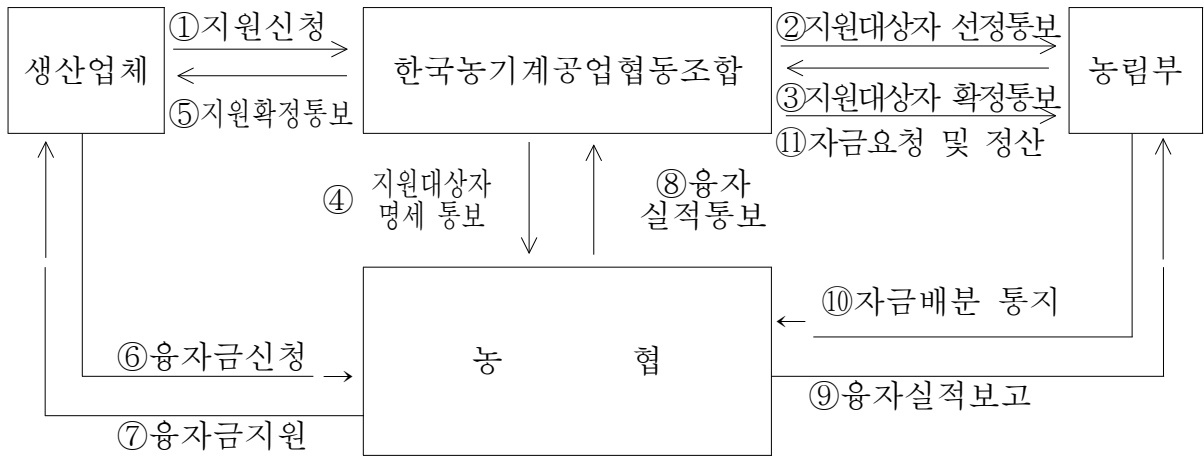 ①지원신청
②지원대상자 선정통보
생산업체
한국농기계공업협동조합
농림부
⑤지원확정통보
③지원대상자 확정통보
⑪자금요청 및 정산
④ 지원대상자
명세 통보
⑧융자
실적통보
⑩자금배분 통지
⑥융자금신청
농 협
⑨융자실적보고
⑦융자금지원